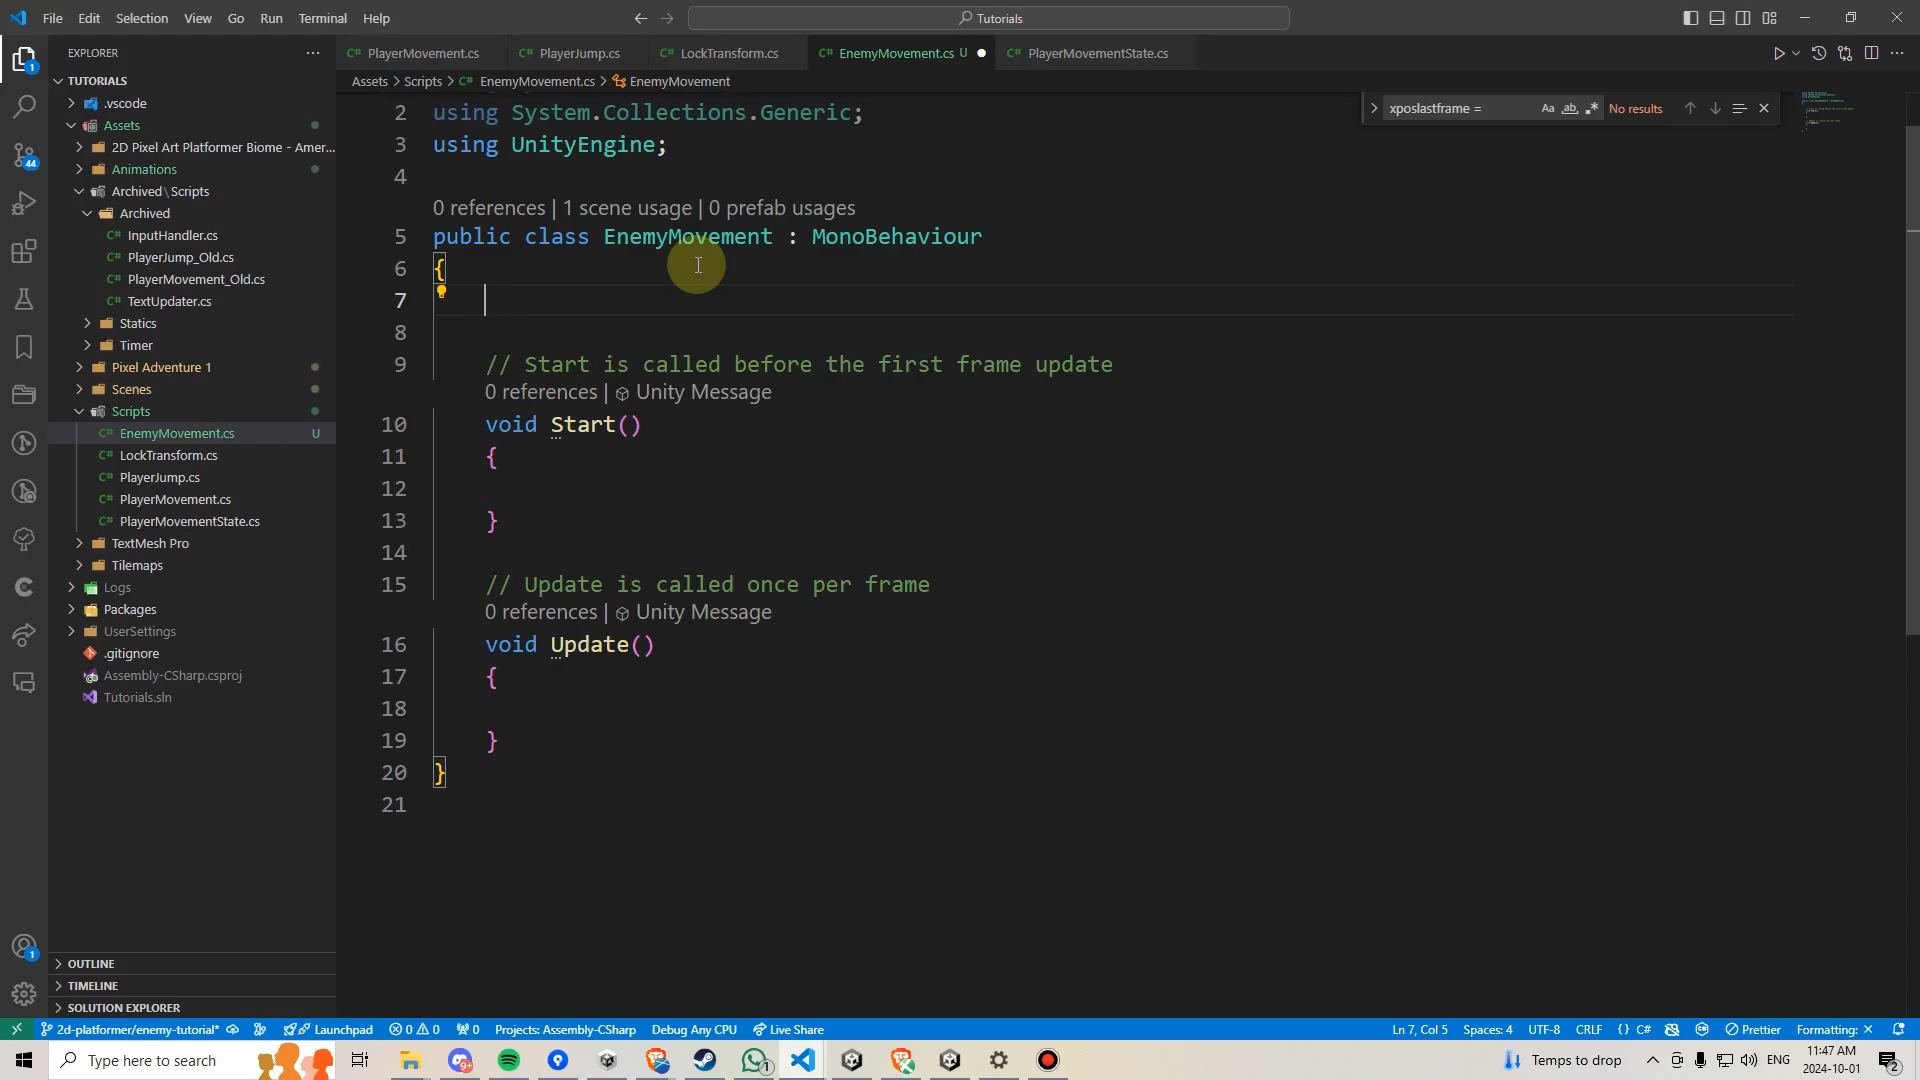 File Edit Selection View Go Run Terminal Help
Tutorials
EXPLORER
PlayerMovement.cs PlayerJump.cs LockTransform.cs EnemyMovement.cs U PlayerMovementState.cs
Assets > Scripts > EnemyMovement.cs > EnemyMovement
TUTORIALS
.vscode
Assets
2D Pixel Art Platformer Biome - Amer...
Animations
Archived\Scripts
Archived
InputHandler.cs
PlayerJump_Old.cs
PlayerMovement_Old.cs
TextUpdater.cs
Statics
Timer
Pixel Adventure 1
Scenes
Scripts
EnemyMovement.cs U
LockTransform.cs
PlayerJump.cs
PlayerMovement.cs
PlayerMovementState.cs
TextMesh Pro
Tilemaps
Logs
Packages
UserSettings
.gitignore
Assembly-CSharp.csproj
Tutorials.sln
OUTLINE
TIMELINE
SOLUTION EXPLORER
1
44
1
xposlastframe = Aa ab .* No results
2 using System.Collections.Generic;
3 using UnityEngine;
4
0 references | 1 scene usage | 0 prefab usages
5 public class EnemyMovement : MonoBehaviour
6 {
7
8
9 // Start is called before the first frame update
0 references | Unity Message
10 void Start()
11 {
12
13 }
14
15 // Update is called once per frame
0 references | Unity Message
16 void Update()
17 {
18
19 }
20 }
21
2d-platformer/enemy-tutorial* Launchpad 0 0 0 Projects: Assembly-CSharp Debug Any CPU Live Share Ln 7, Col 5 Spaces: 4 UTF-8 CRLF {} C# Prettier Formatting: ×
Type here to search 9+ 1 Temps to drop ENG 11:47 AM
2024-10-01 2